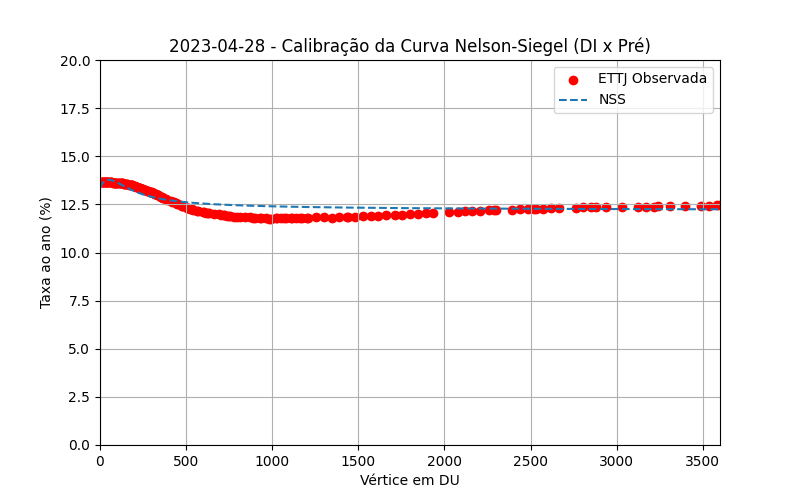 2023-04-28 - Calibração da Curva Nelson-Siegel (DI x Pré)
ETTJ Observada
NSS
Taxa ao ano (%)
20.0
17.5
15.0
12.5
10.0
7.5
5.0
2.5
0.0
0 500 1000 1500 2000 2500 3000 3500
Vértice em DU